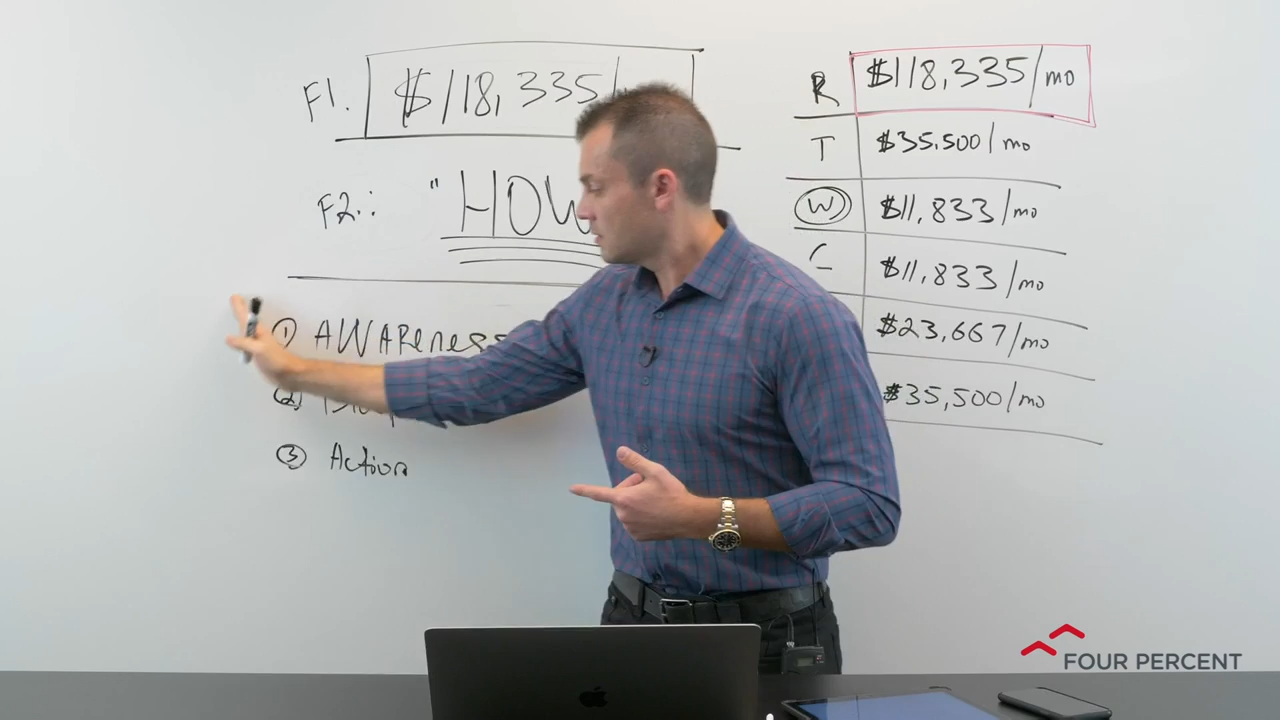 F1. $118,335/
F2.: "HOW
① AWAReness
②
③ Action
R $118,335/mo
T $35,500/mo
W $11,833/mo
C $11,833/mo
$23,667/mo
$35,500/mo
FOUR PERCENT